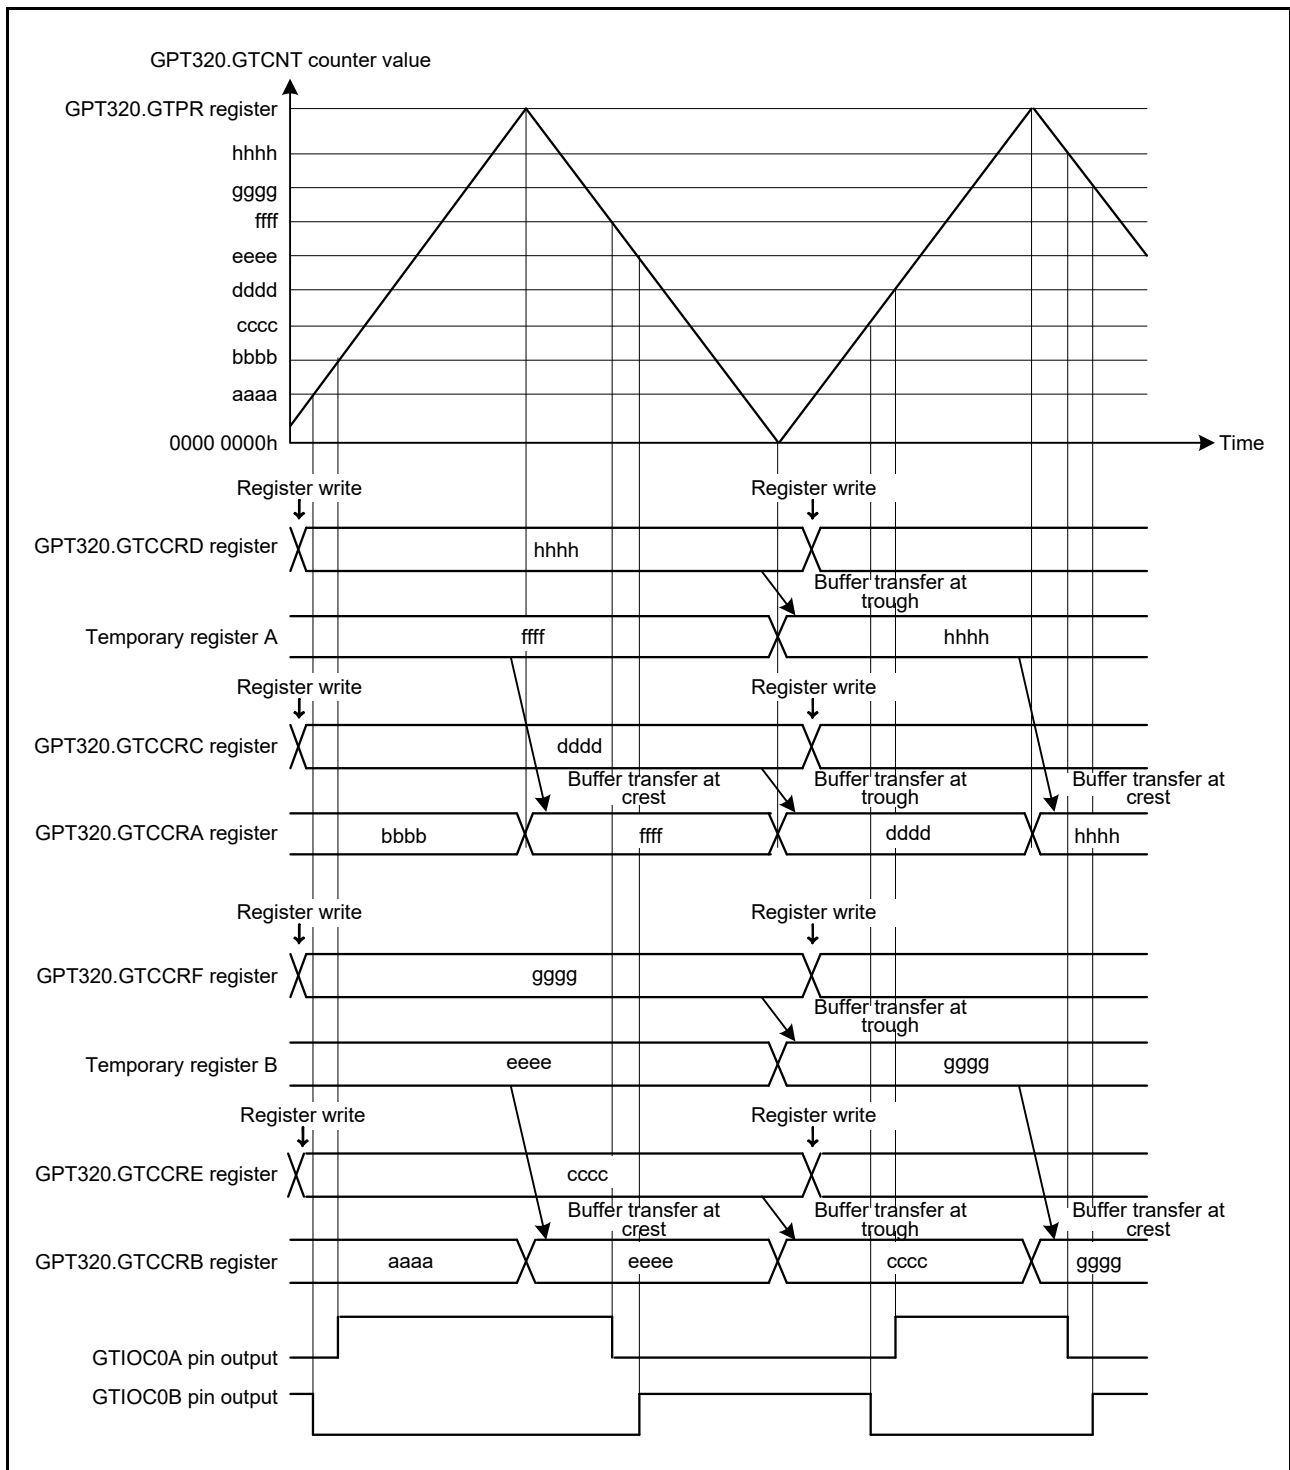 GPT320.GTCNT counter value
GPT320.GTPR register
hhhh
gggg
ffff
eeee
dddd
cccc
bbbb
aaaa
0000 0000h
Time
Register write
Register write
GPT320.GTCCRD register
hhhh
Buffer transfer at
trough
Temporary register A
ffff
hhhh
Register write
Register write
GPT320.GTCCRC register
dddd
Buffer transfer at
crest
Buffer transfer at
trough
Buffer transfer at
crest
GPT320.GTCCRA register
bbbb
ffff
dddd
hhhh
Register write
Register write
GPT320.GTCCRF register
gggg
Buffer transfer at
trough
Temporary register B
eeee
gggg
Register write
Register write
GPT320.GTCCRE register
cccc
Buffer transfer at
crest
Buffer transfer at
trough
Buffer transfer at
crest
GPT320.GTCCRB register
aaaa
eeee
cccc
gggg
GTIOC0A pin output
GTIOC0B pin output